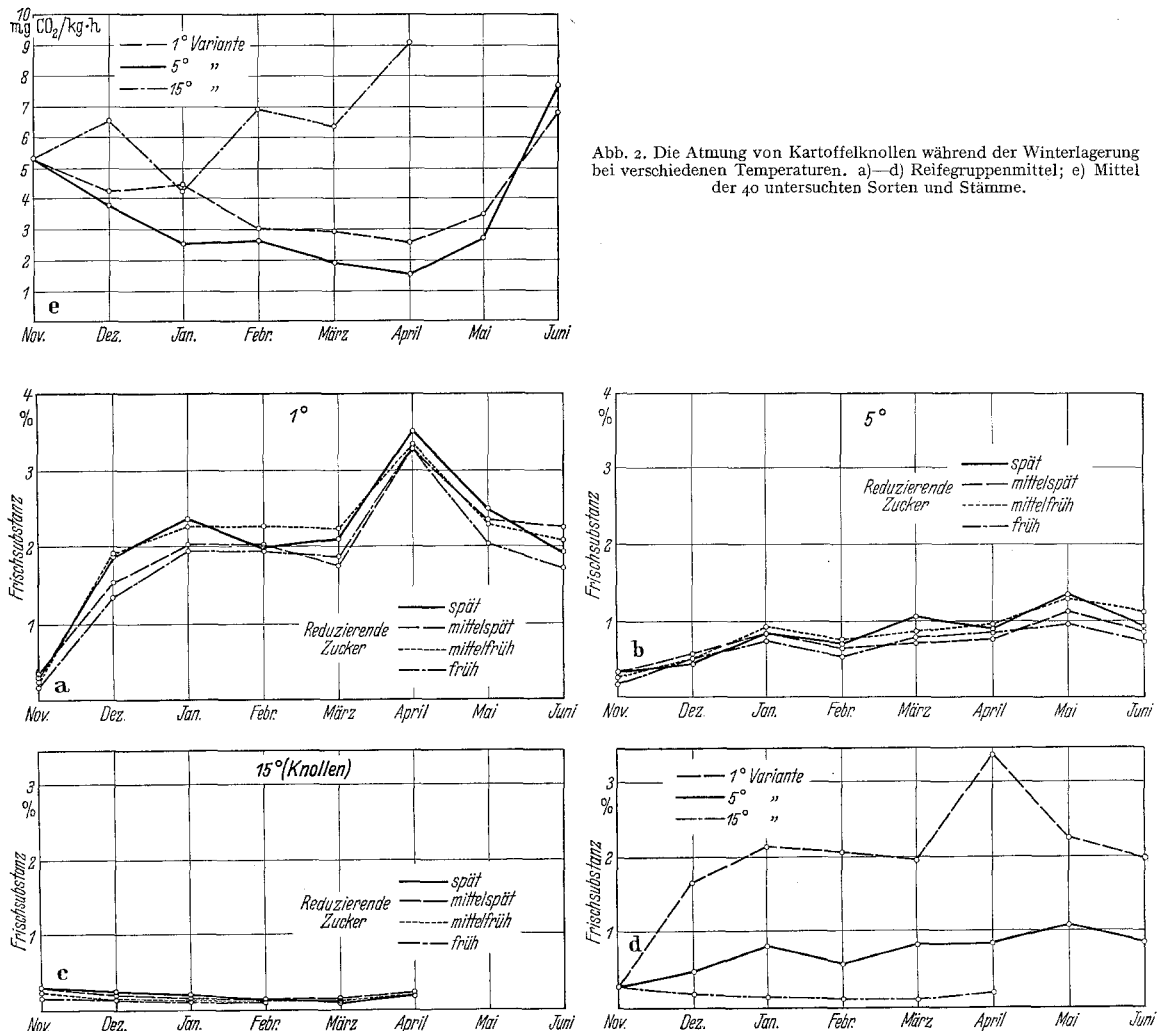 10
mg CO₂/kg·h
9
8
7
6
5
4
3
2
1
1° Variante
5° „
15° „
e
Nov. Dez. Jan. Febr. März April Mai Juni
Abb. 2. Die Atmung von Kartoffelknollen während der Winterlagerung
bei verschiedenen Temperaturen. a)—d) Reifegruppenmittel; e) Mittel
der 40 untersuchten Sorten und Stämme.
4
%
3
2
1
Frischsubstanz
1°
Reduzierende
Zucker
spät
mittelspät
mittelfrüh
früh
a
Nov. Dez. Jan. Febr. März April Mai Juni
4
%
3
2
1
Frischsubstanz
5°
Reduzierende
Zucker
spät
mittelspät
mittelfrüh
früh
b
Nov. Dez. Jan. Febr. März April Mai Juni
3
%
2
1
Frischsubstanz
15° (Knollen)
Reduzierende
Zucker
spät
mittelspät
mittelfrüh
früh
c
Nov. Dez. Jan. Febr. März April Mai Juni
3
%
2
1
Frischsubstanz
1° Variante
5° „
15° „
d
Nov. Dez. Jan. Febr. März April Mai Juni